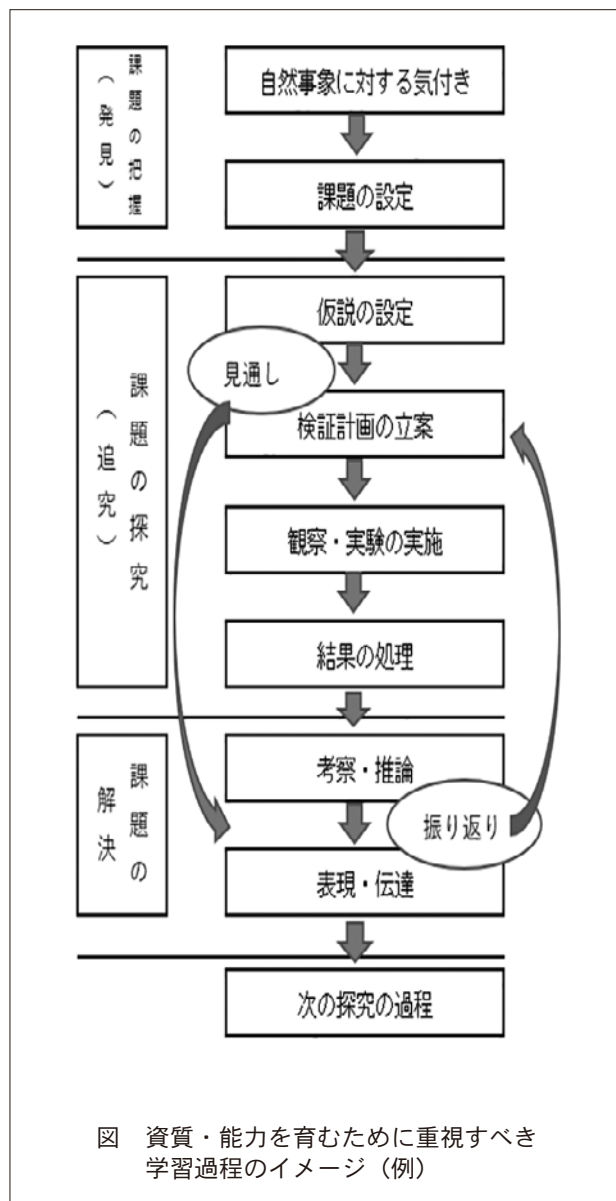 課題の把握
（発見）
自然事象に対する気付き
課題の設定
課題の探究
（追究）
仮説の設定
見通し
検証計画の立案
観察・実験の実施
結果の処理
課題の
解決
考察・推論
振り返り
表現・伝達
次の探究の過程
図　資質・能力を育むために重視すべき
学習過程のイメージ（例）